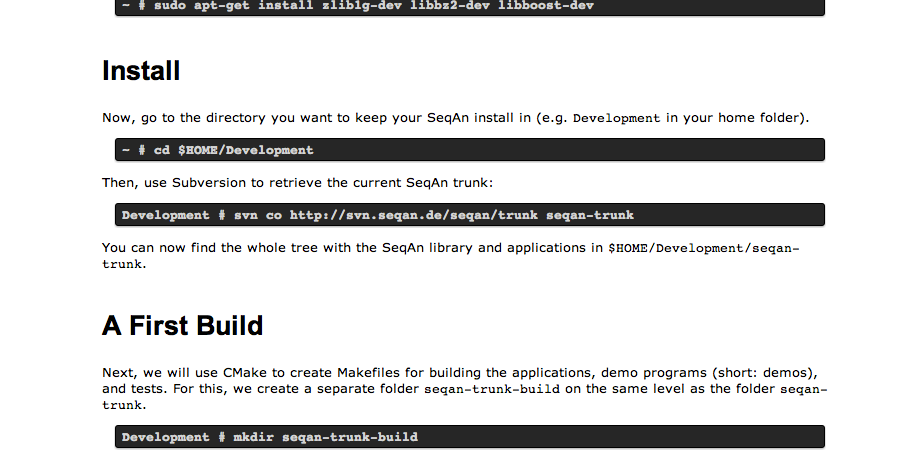 ~ # sudo apt-get install zlib1g-dev libbz2-dev libboost-dev
Install
Now, go to the directory you want to keep your SeqAn install in (e.g. Development in your home folder).
~ # cd $HOME/Development
Then, use Subversion to retrieve the current SeqAn trunk:
Development # svn co http://svn.seqan.de/seqan/trunk seqan-trunk
You can now find the whole tree with the SeqAn library and applications in $HOME/Development/seqan-
trunk.
A First Build
Next, we will use CMake to create Makefiles for building the applications, demo programs (short: demos),
and tests. For this, we create a separate folder seqan-trunk-build on the same level as the folder seqan-
trunk.
Development # mkdir seqan-trunk-build